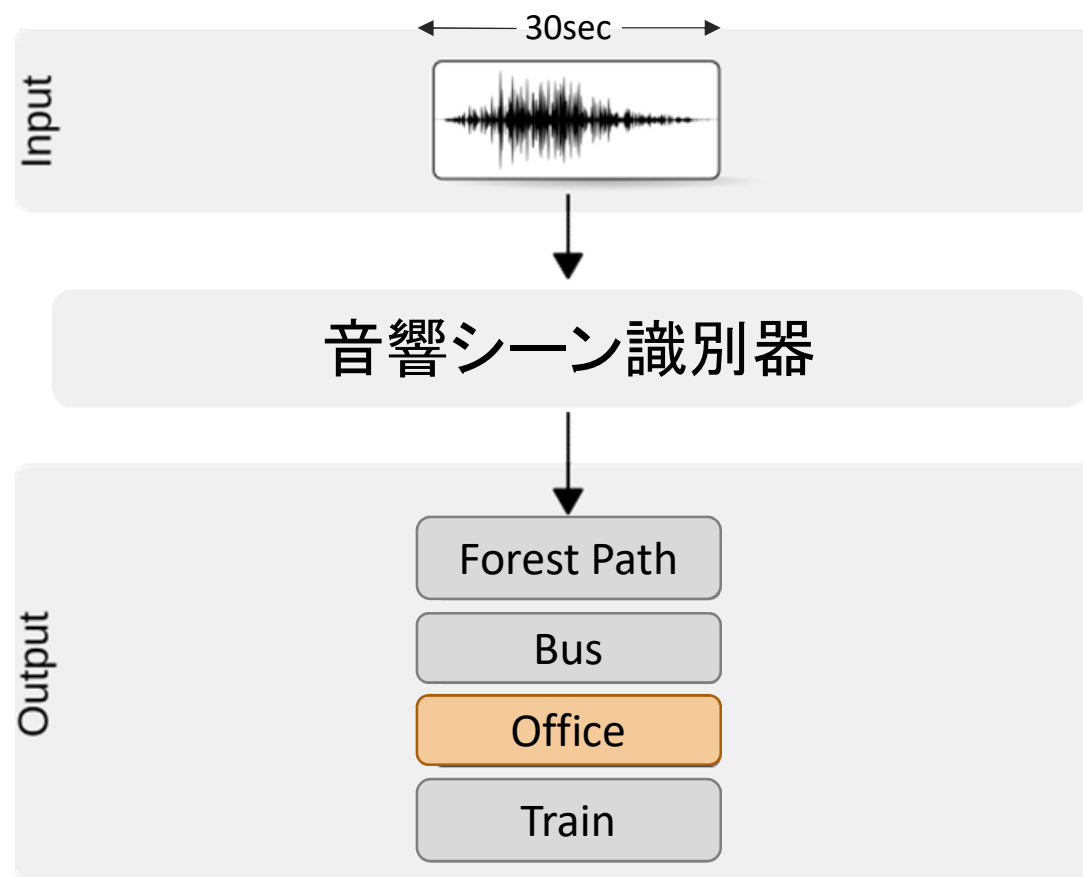 30sec
Input
音響シーン識別器
Output
Forest Path
Bus
Office
Train